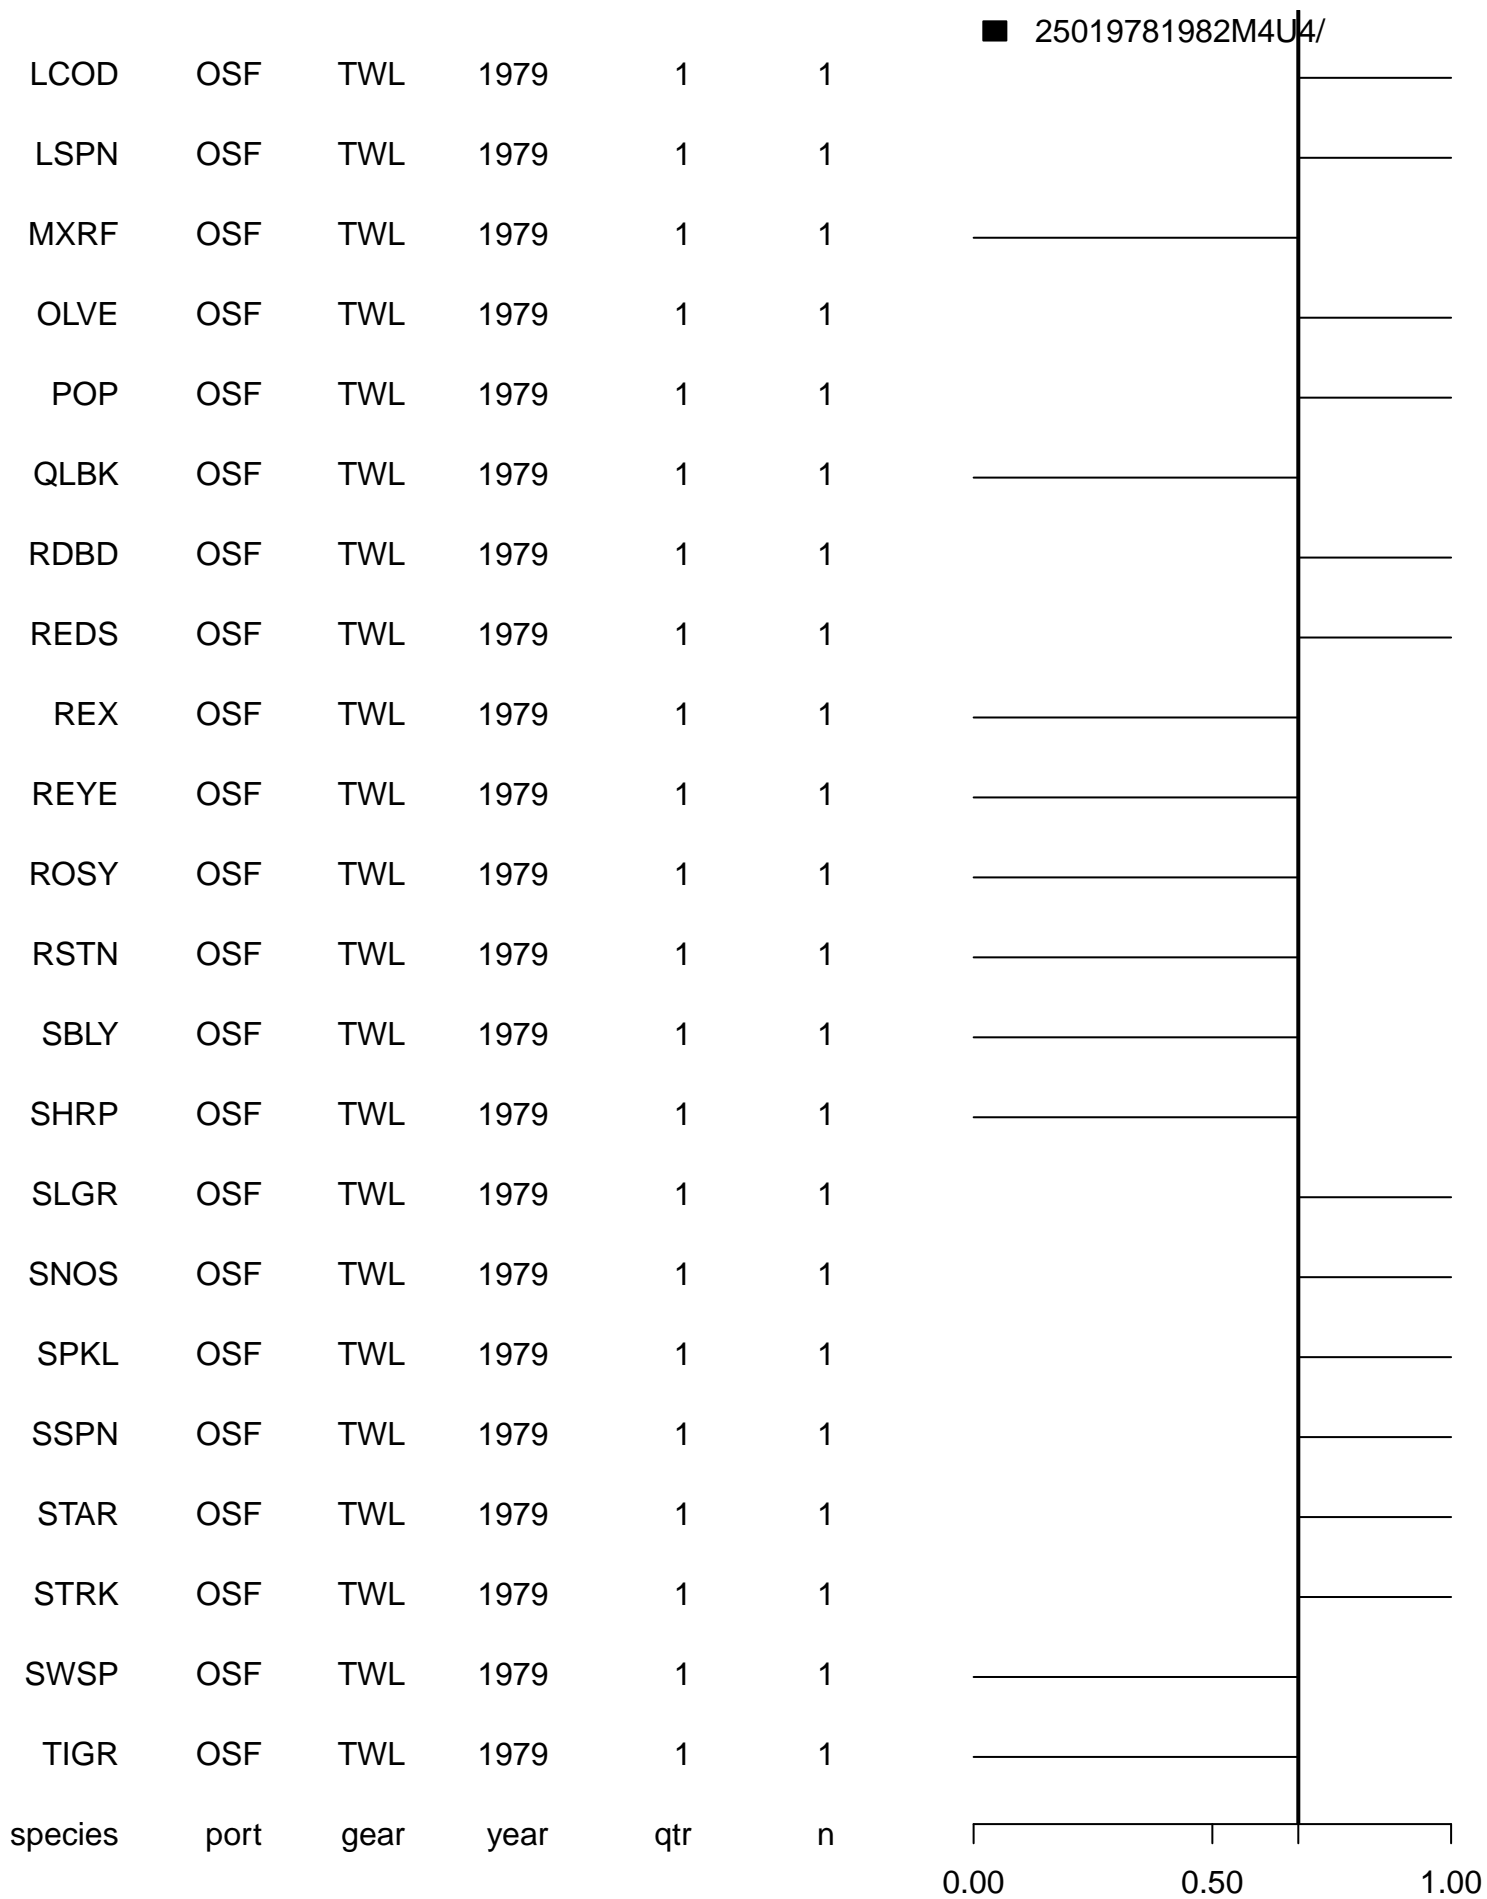 25019781982M4U4/
LCOD OSF TWL 1979 1 1
LSPN OSF TWL 1979 1 1
MXRF OSF TWL 1979 1 1
OLVE OSF TWL 1979 1 1
POP OSF TWL 1979 1 1
QLBK OSF TWL 1979 1 1
RDBD OSF TWL 1979 1 1
REDS OSF TWL 1979 1 1
REX OSF TWL 1979 1 1
REYE OSF TWL 1979 1 1
ROSY OSF TWL 1979 1 1
RSTN OSF TWL 1979 1 1
SBLY OSF TWL 1979 1 1
SHRP OSF TWL 1979 1 1
SLGR OSF TWL 1979 1 1
SNOS OSF TWL 1979 1 1
SPKL OSF TWL 1979 1 1
SSPN OSF TWL 1979 1 1
STAR OSF TWL 1979 1 1
STRK OSF TWL 1979 1 1
SWSP OSF TWL 1979 1 1
TIGR OSF TWL 1979 1 1
species port gear year qtr n
0.00 0.50 1.00